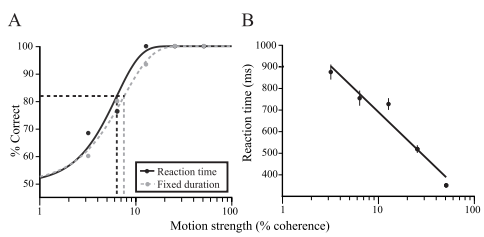 A
B
% Correct
100
90
80
70
60
50
1
10
100
Reaction time
Fixed duration
Reaction time (ms)
1000
900
800
700
600
500
400
1
10
100
Motion strength (% coherence)